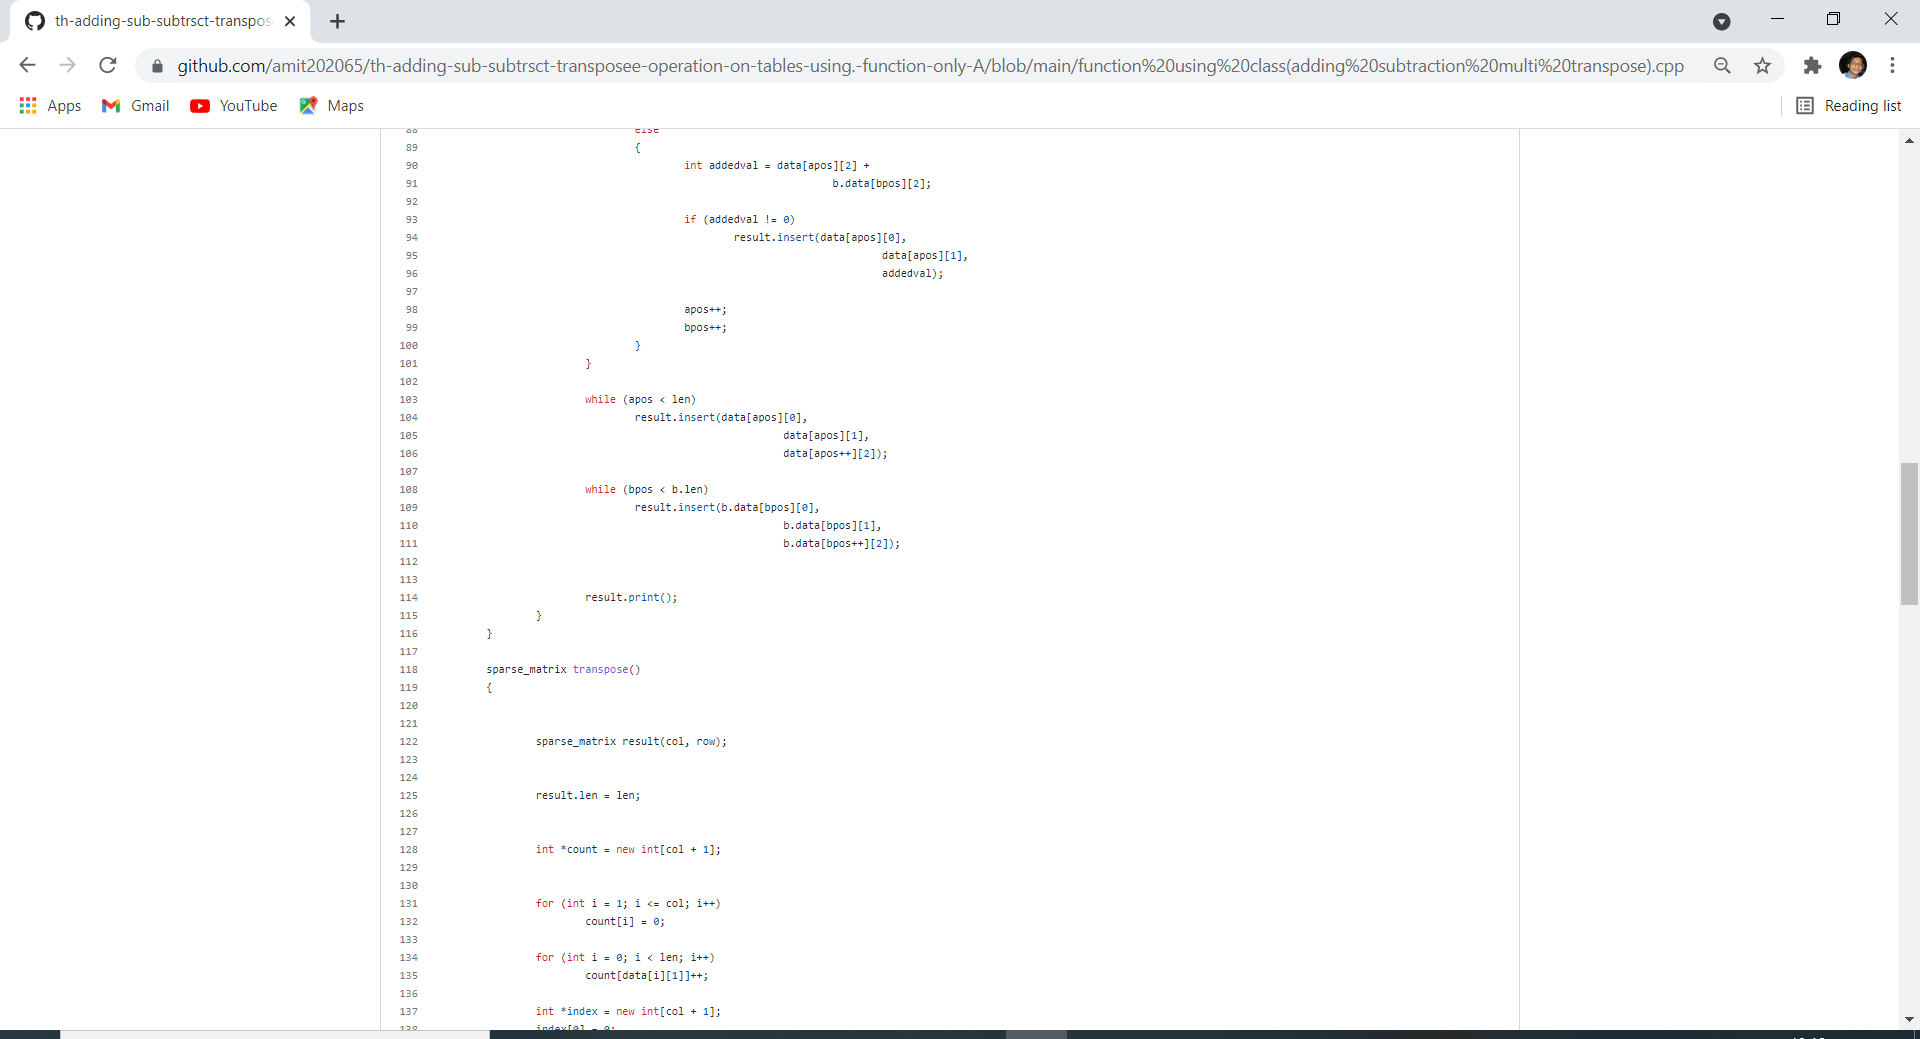 th-adding-sub-subtrsct-transpos
github.com/amit202065/th-adding-sub-subtrsct-transposee-operation-on-tables-using.-function-only-A/blob/main/function%20using%20class(adding%20subtraction%20multi%20transpose).cpp
Apps Gmail YouTube Maps Reading list
88 else
89 {
90 int addedval = data[apos][2] +
91 b.data[bpos][2];
92
93 if (addedval != 0)
94 result.insert(data[apos][0],
95 data[apos][1],
96 addedval);
97
98 apos++;
99 bpos++;
100 }
101 }
102
103 while (apos < len)
104 result.insert(data[apos][0],
105 data[apos][1],
106 data[apos++][2]);
107
108 while (bpos < b.len)
109 result.insert(b.data[bpos][0],
110 b.data[bpos][1],
111 b.data[bpos++][2]);
112
113
114 result.print();
115 }
116 }
117
118 sparse_matrix transpose()
119 {
120
121
122 sparse_matrix result(col, row);
123
124
125 result.len = len;
126
127
128 int *count = new int[col + 1];
129
130
131 for (int i = 1; i <= col; i++)
132 count[i] = 0;
133
134 for (int i = 0; i < len; i++)
135 count[data[i][1]]++;
136
137 int *index = new int[col + 1];
138 index[0] = 0;